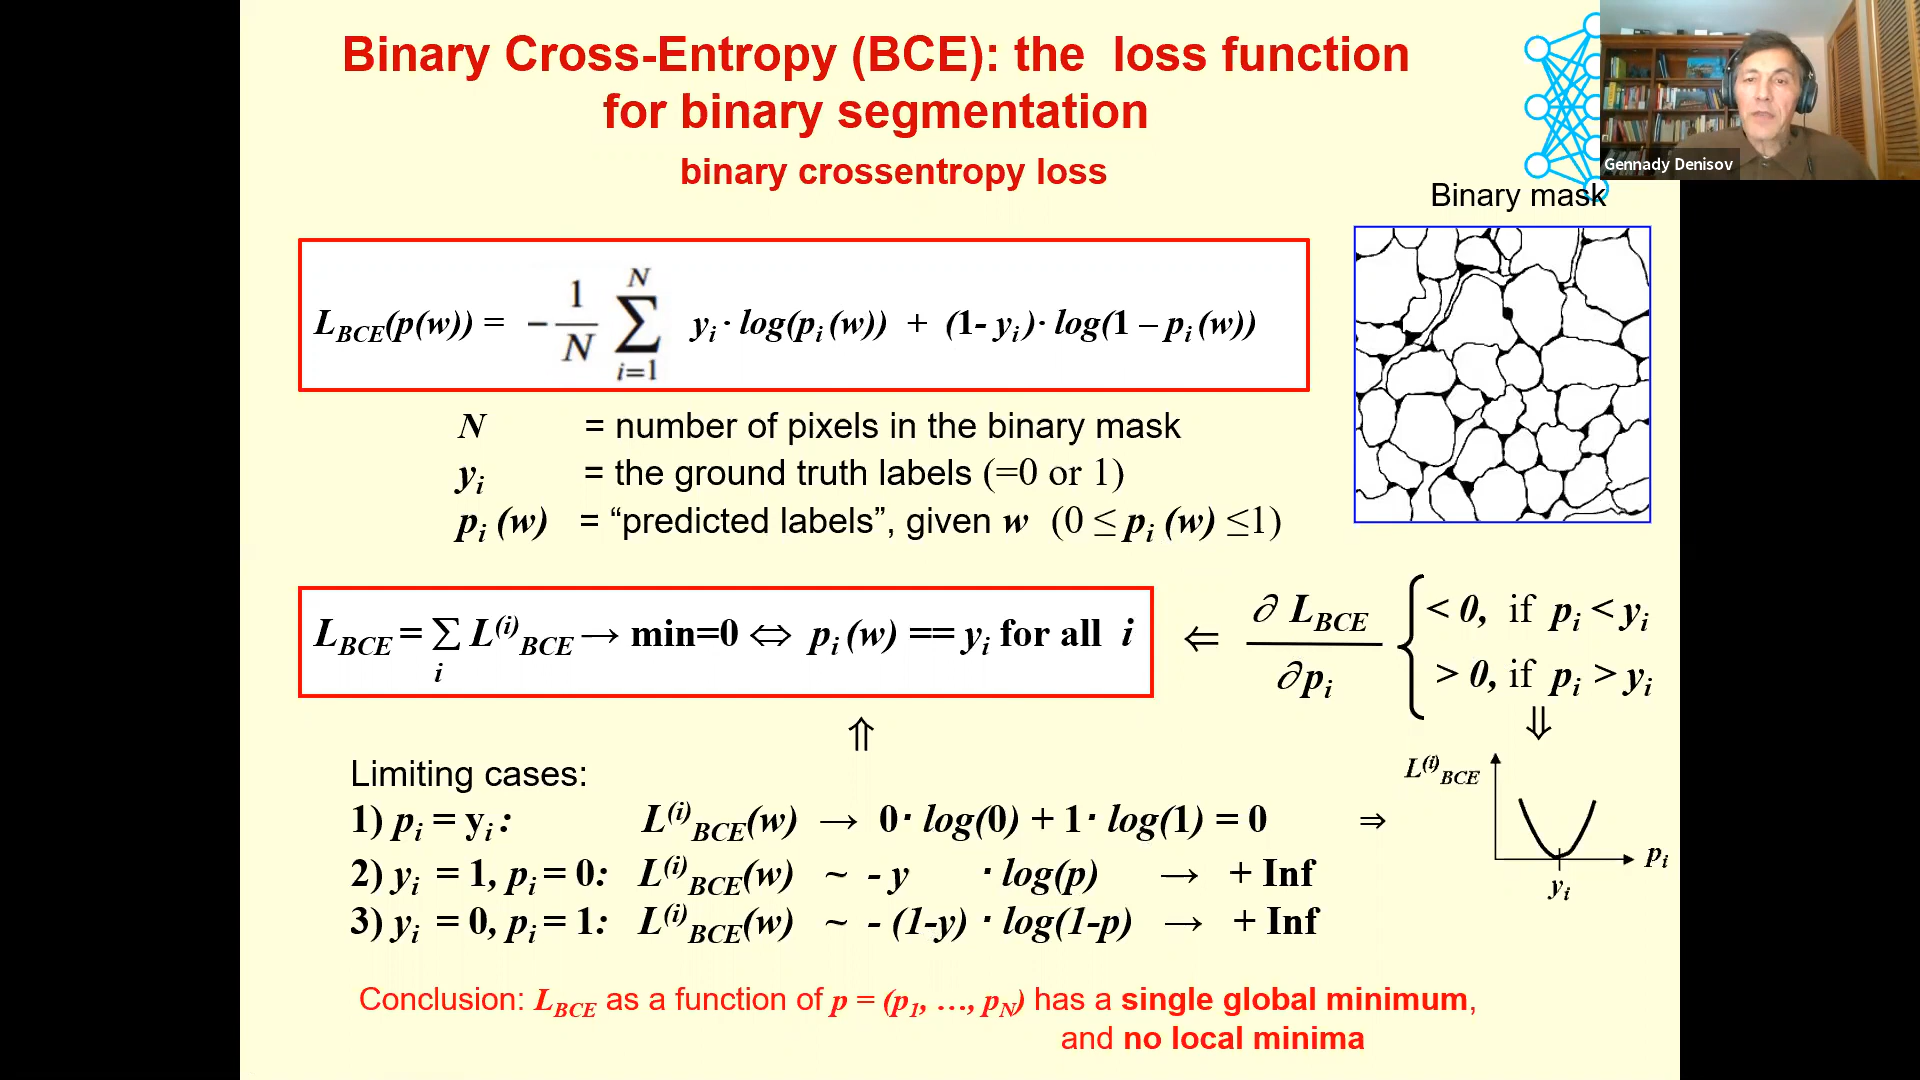 Binary Cross-Entropy (BCE): the loss function
for binary segmentation
binary crossentropy loss
Gennady Denisov
Binary mask
L_BCE(p(w)) = -1/N ∑_{i=1}^{N} y_i · log(p_i (w)) + (1- y_i )· log(1 – p_i (w))
N = number of pixels in the binary mask
y_i = the ground truth labels (=0 or 1)
p_i (w) = “predicted labels”, given w (0 ≤ p_i (w) ≤1)
L_BCE = ∑_i L^(i)_BCE → min=0 ⇔ p_i (w) == y_i for all i
⇐ ∂ L_BCE / ∂ p_i { < 0, if p_i < y_i
> 0, if p_i > y_i
⇑
⇓
Limiting cases:
1) p_i = y_i : L^(i)_BCE(w) → 0· log(0) + 1· log(1) = 0 ⇒
2) y_i = 1, p_i = 0: L^(i)_BCE(w) ~ - y · log(p) → + Inf
3) y_i = 0, p_i = 1: L^(i)_BCE(w) ~ - (1-y) · log(1-p) → + Inf
L^(i)_BCE
p_i
y_i
Conclusion: L_BCE as a function of p = (p_1, …, p_N) has a single global minimum,
and no local minima